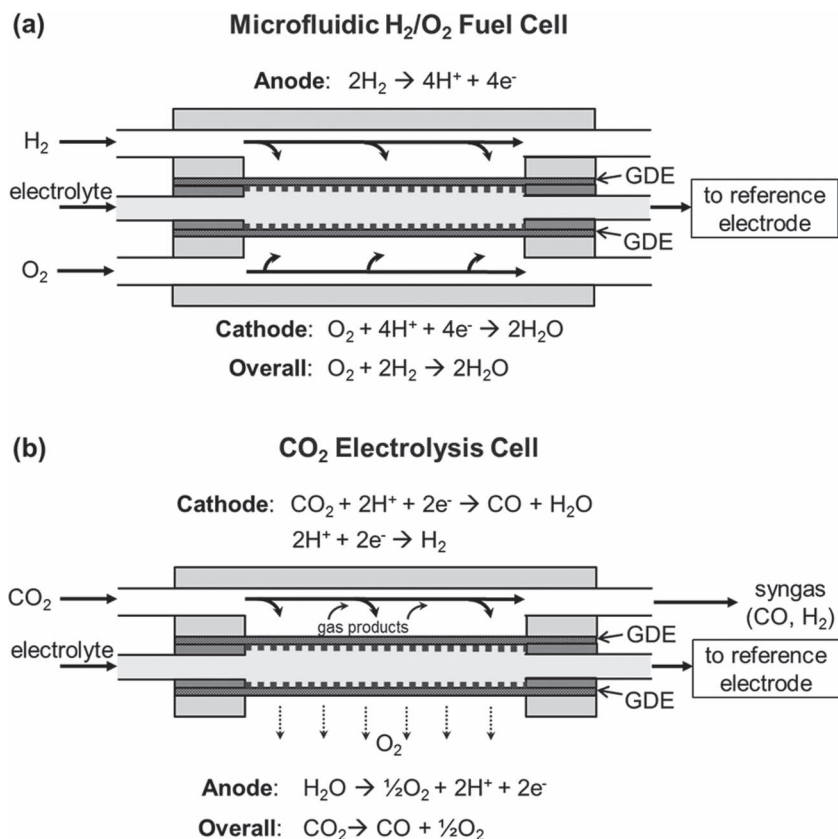 (a) Microfluidic H₂/O₂ Fuel Cell
Anode: 2H₂ → 4H⁺ + 4e⁻
H₂
GDE
electrolyte
to reference
electrode
GDE
O₂
Cathode: O₂ + 4H⁺ + 4e⁻ → 2H₂O
Overall: O₂ + 2H₂ → 2H₂O
(b) CO₂ Electrolysis Cell
Cathode: CO₂ + 2H⁺ + 2e⁻ → CO + H₂O
2H⁺ + 2e⁻ → H₂
CO₂
syngas
(CO, H₂)
gas products
GDE
electrolyte
to reference
electrode
GDE
O₂
Anode: H₂O → ½O₂ + 2H⁺ + 2e⁻
Overall: CO₂ → CO + ½O₂